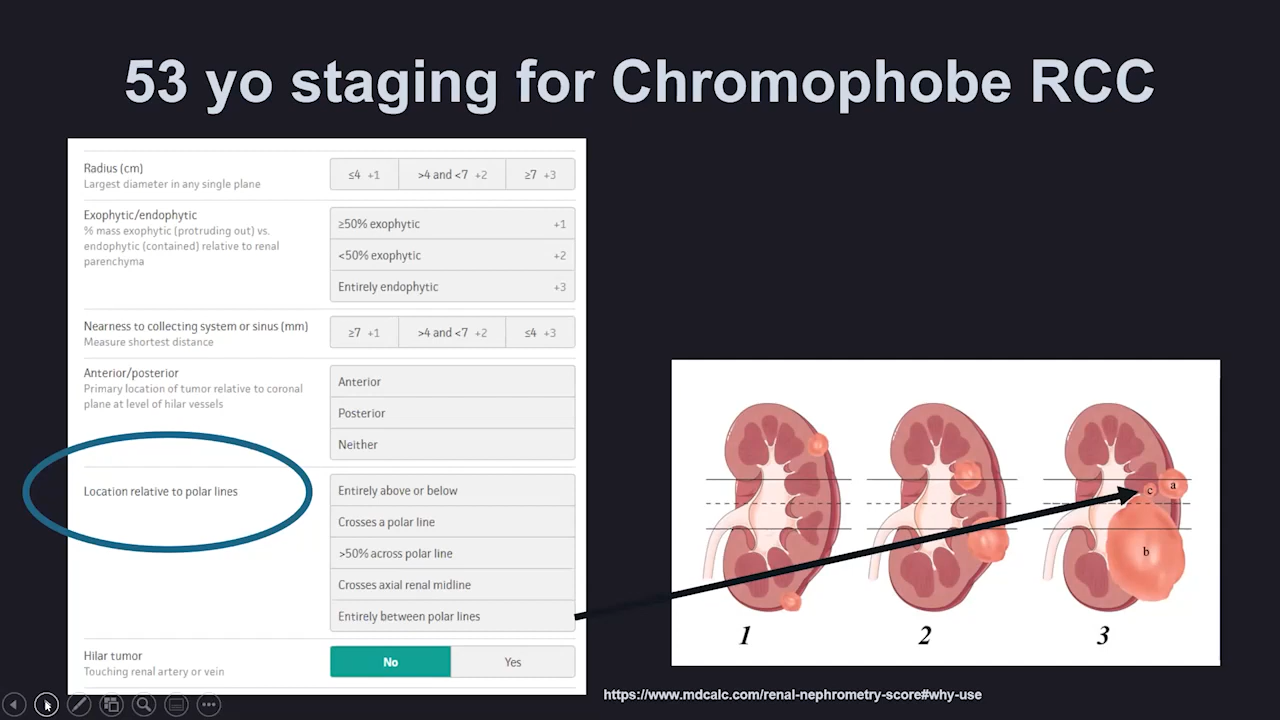 53 yo staging for Chromophobe RCC
Radius (cm)
Largest diameter in any single plane
≤4 +1
>4 and <7 +2
≥7 +3
Exophytic/endophytic
% mass exophytic (protruding out) vs.
endophytic (contained) relative to renal
parenchyma
≥50% exophytic +1
<50% exophytic +2
Entirely endophytic +3
Nearness to collecting system or sinus (mm)
Measure shortest distance
≥7 +1
>4 and <7 +2
≤4 +3
Anterior/posterior
Primary location of tumor relative to coronal
plane at level of hilar vessels
Anterior
Posterior
Neither
Location relative to polar lines
Entirely above or below
Crosses a polar line
>50% across polar line
Crosses axial renal midline
Entirely between polar lines
Hilar tumor
Touching renal artery or vein
No
Yes
c
a
b
1
2
3
https://www.mdcalc.com/renal-nephrometry-score#why-use